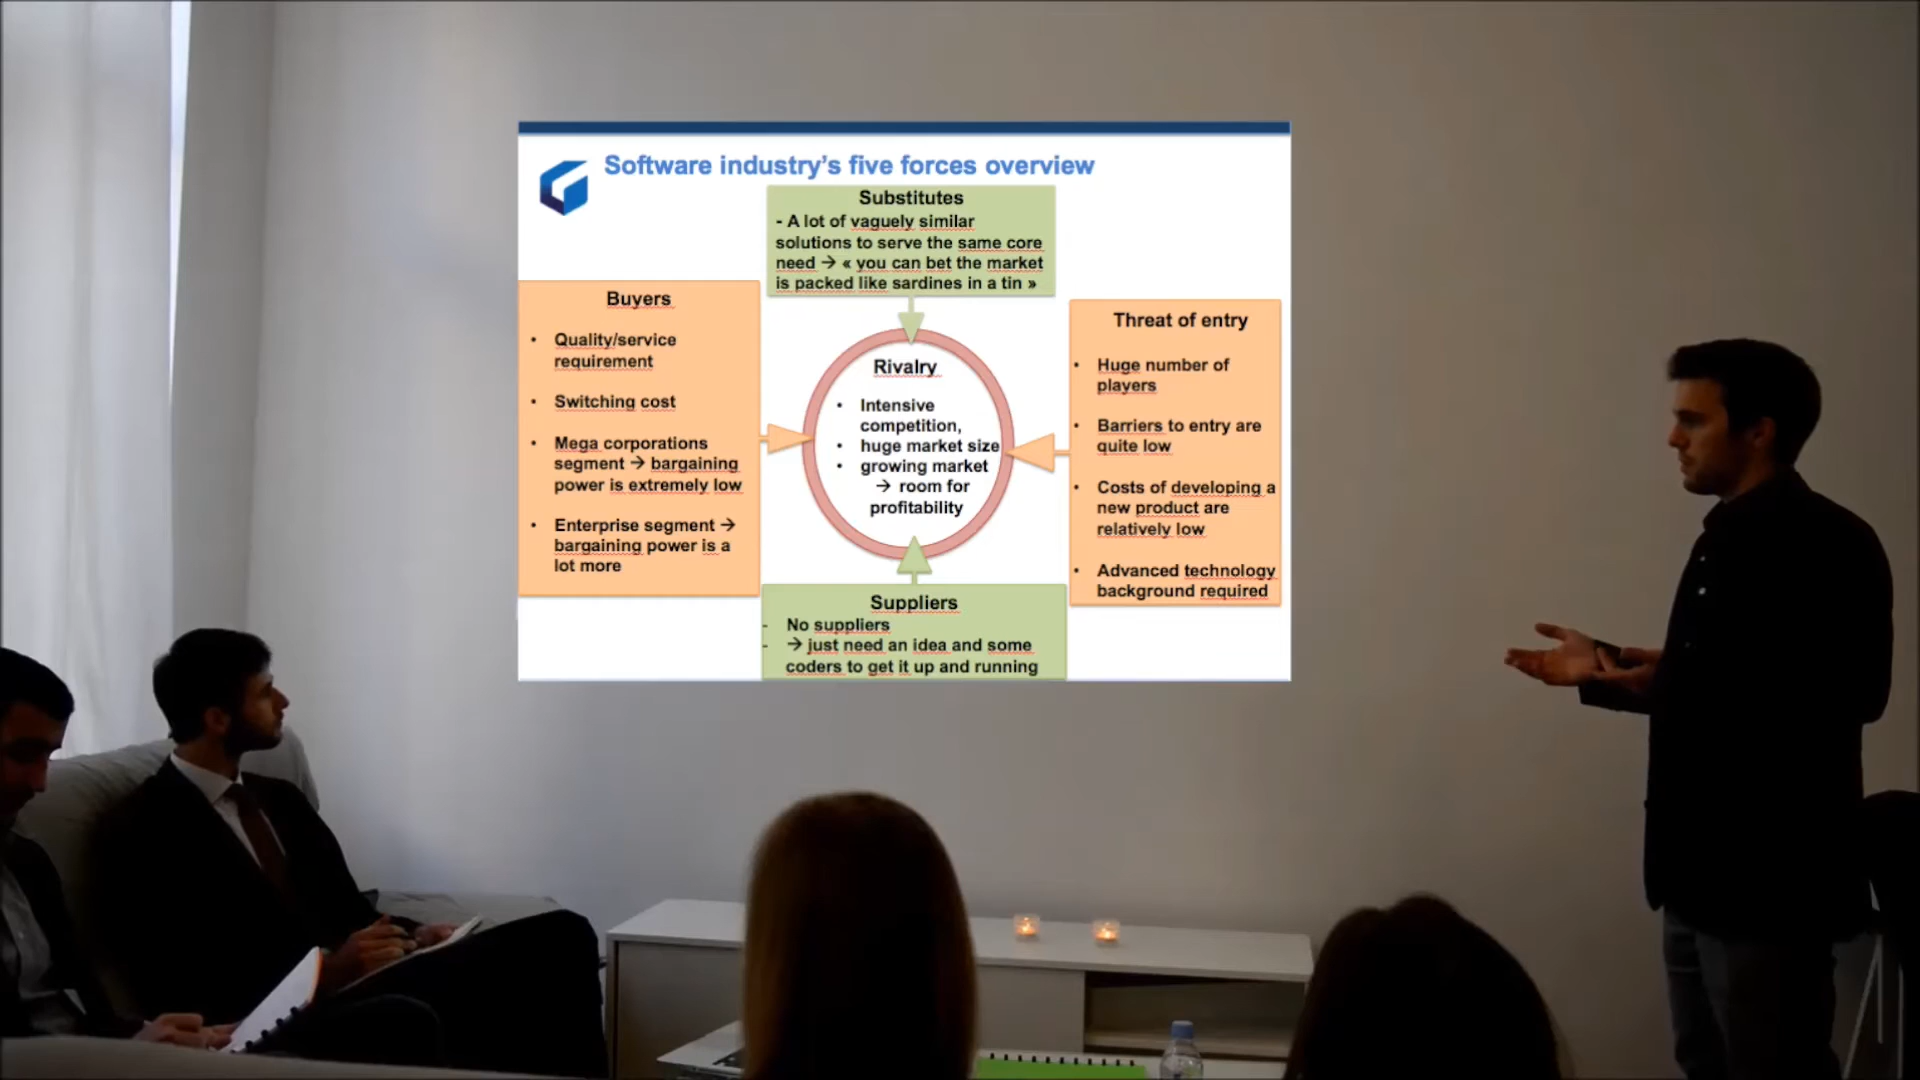 Software industry's five forces overview
Substitutes
- A lot of vaguely similar
solutions to serve the same core
need → « you can bet the market
is packed like sardines in a tin »
Buyers
• Quality/service
requirement
• Switching cost
• Mega corporations
segment → bargaining
power is extremely low
• Enterprise segment →
bargaining power is a
lot more
Rivalry
• Intensive
competition,
• huge market size
• growing market
→ room for
profitability
Threat of entry
• Huge number of
players
• Barriers to entry are
quite low
• Costs of developing a
new product are
relatively low
• Advanced technology
background required
Suppliers
- No suppliers
- → just need an idea and some
coders to get it up and running